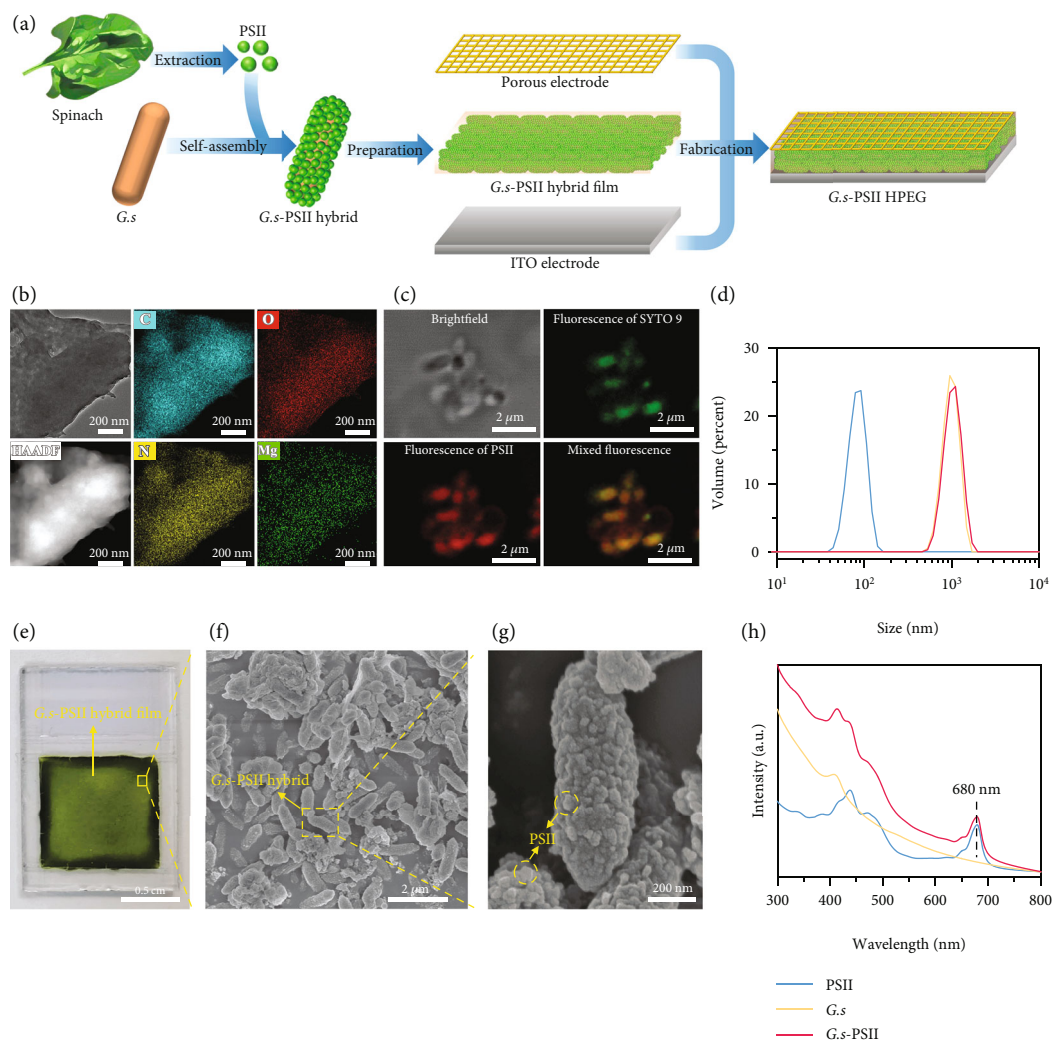 (a)
PSII
Extraction
Spinach
Self-assembly
G.s
G.s-PSII hybrid
Preparation
Porous electrode
G.s-PSII hybrid film
ITO electrode
Fabrication
G.s-PSII HPEG
(b)
C
O
200 nm
200 nm
200 nm
HAADF
N
Mg
200 nm
200 nm
200 nm
(c)
Brightfield
Fluorescence of SYTO 9
2 μm
2 μm
Fluorescence of PSII
Mixed fluorescence
2 μm
2 μm
(d)
30
20
10
0
Volume (percent)
10¹
10²
10³
10⁴
Size (nm)
(e)
G.s-PSII hybrid film
0.5 cm
(f)
G.s-PSII hybrid
2 μm
(g)
PSII
200 nm
(h)
Intensity (a.u.)
680 nm
300
400
500
600
700
800
Wavelength (nm)
PSII
G.s
G.s-PSII